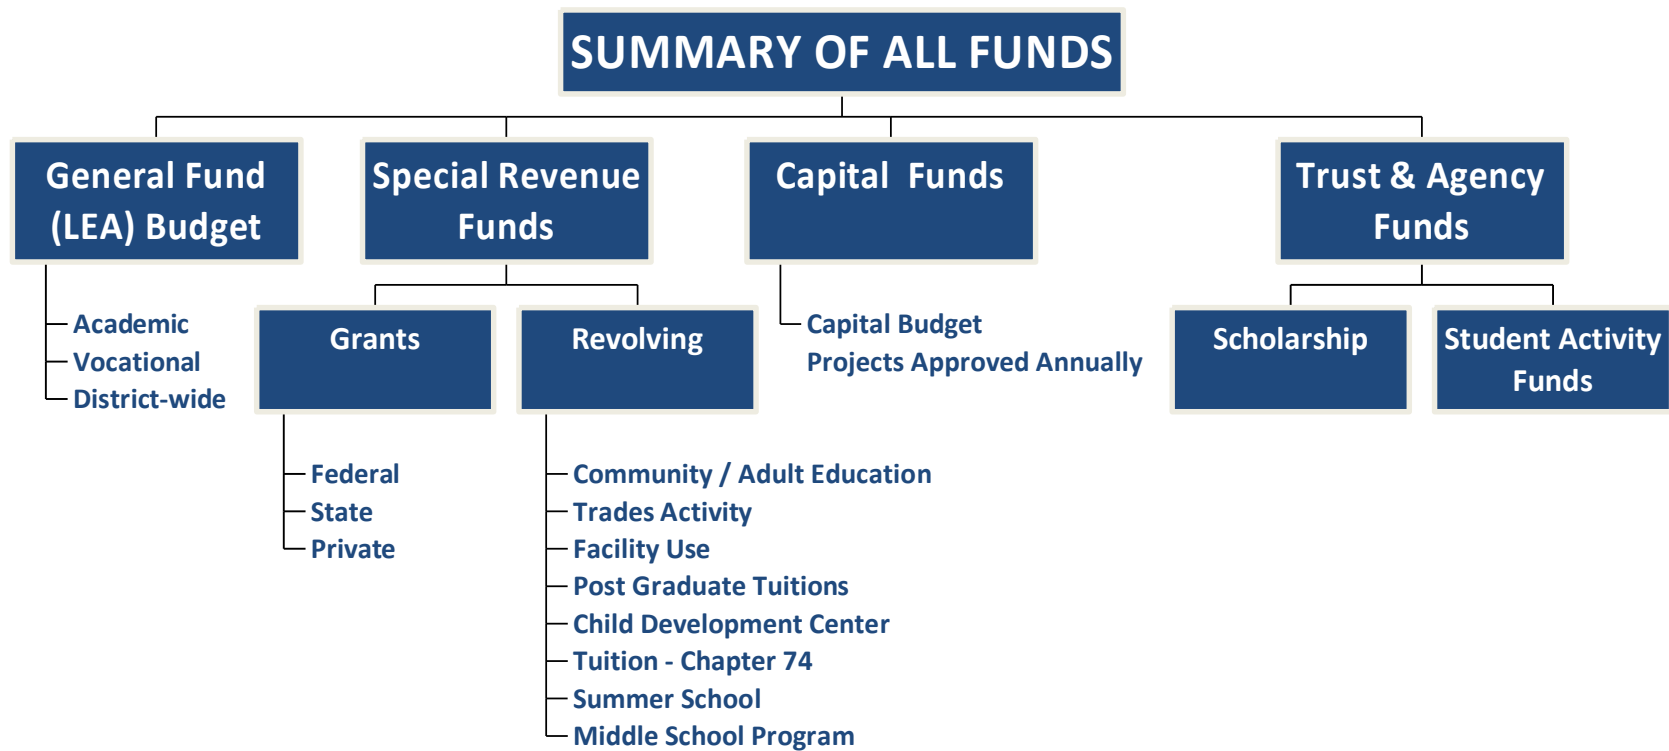 SUMMARY OF ALL FUNDS
General Fund
(LEA) Budget
Academic
Vocational
District-wide
Special Revenue
Funds
Grants
Federal
State
Private
Revolving
Community / Adult Education
Trades Activity
Facility Use
Post Graduate Tuitions
Child Development Center
Tuition - Chapter 74
Summer School
Middle School Program
Capital Funds
Capital Budget
Projects Approved Annually
Trust & Agency
Funds
Scholarship
Student Activity
Funds